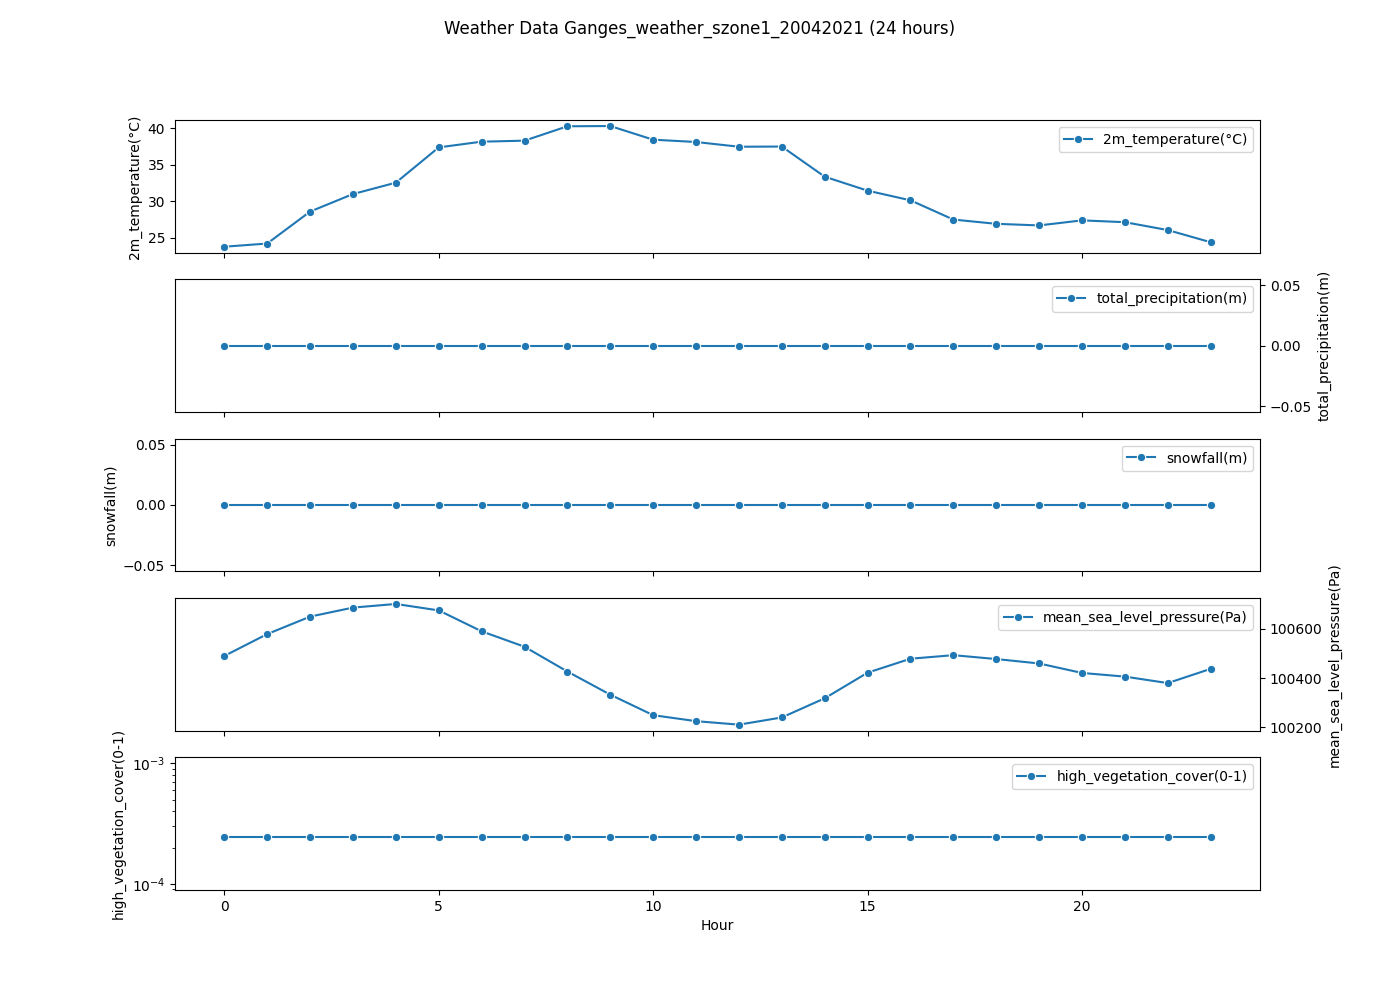 Weather Data Ganges_weather_szone1_20042021 (24 hours)
2m_temperature(°C)
40
35
30
25
2m_temperature(°C)
total_precipitation(m)
0.05
0.00
−0.05
total_precipitation(m)
snowfall(m)
0.05
0.00
−0.05
snowfall(m)
mean_sea_level_pressure(Pa)
100600
100400
100200
mean_sea_level_pressure(Pa)
high_vegetation_cover(0-1)
10⁻³
10⁻⁴
high_vegetation_cover(0-1)
0 5 10 15 20
Hour